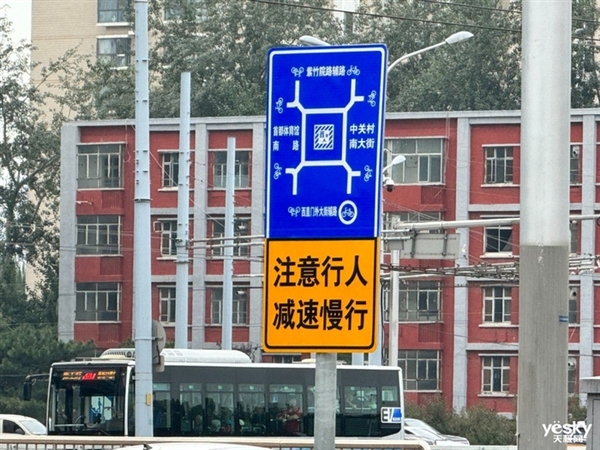 紫竹院路辅路
首都体育馆
南 路
中关村
南大街
西直门外大街辅路
注意行人
减速慢行
EV
yesky
天极网